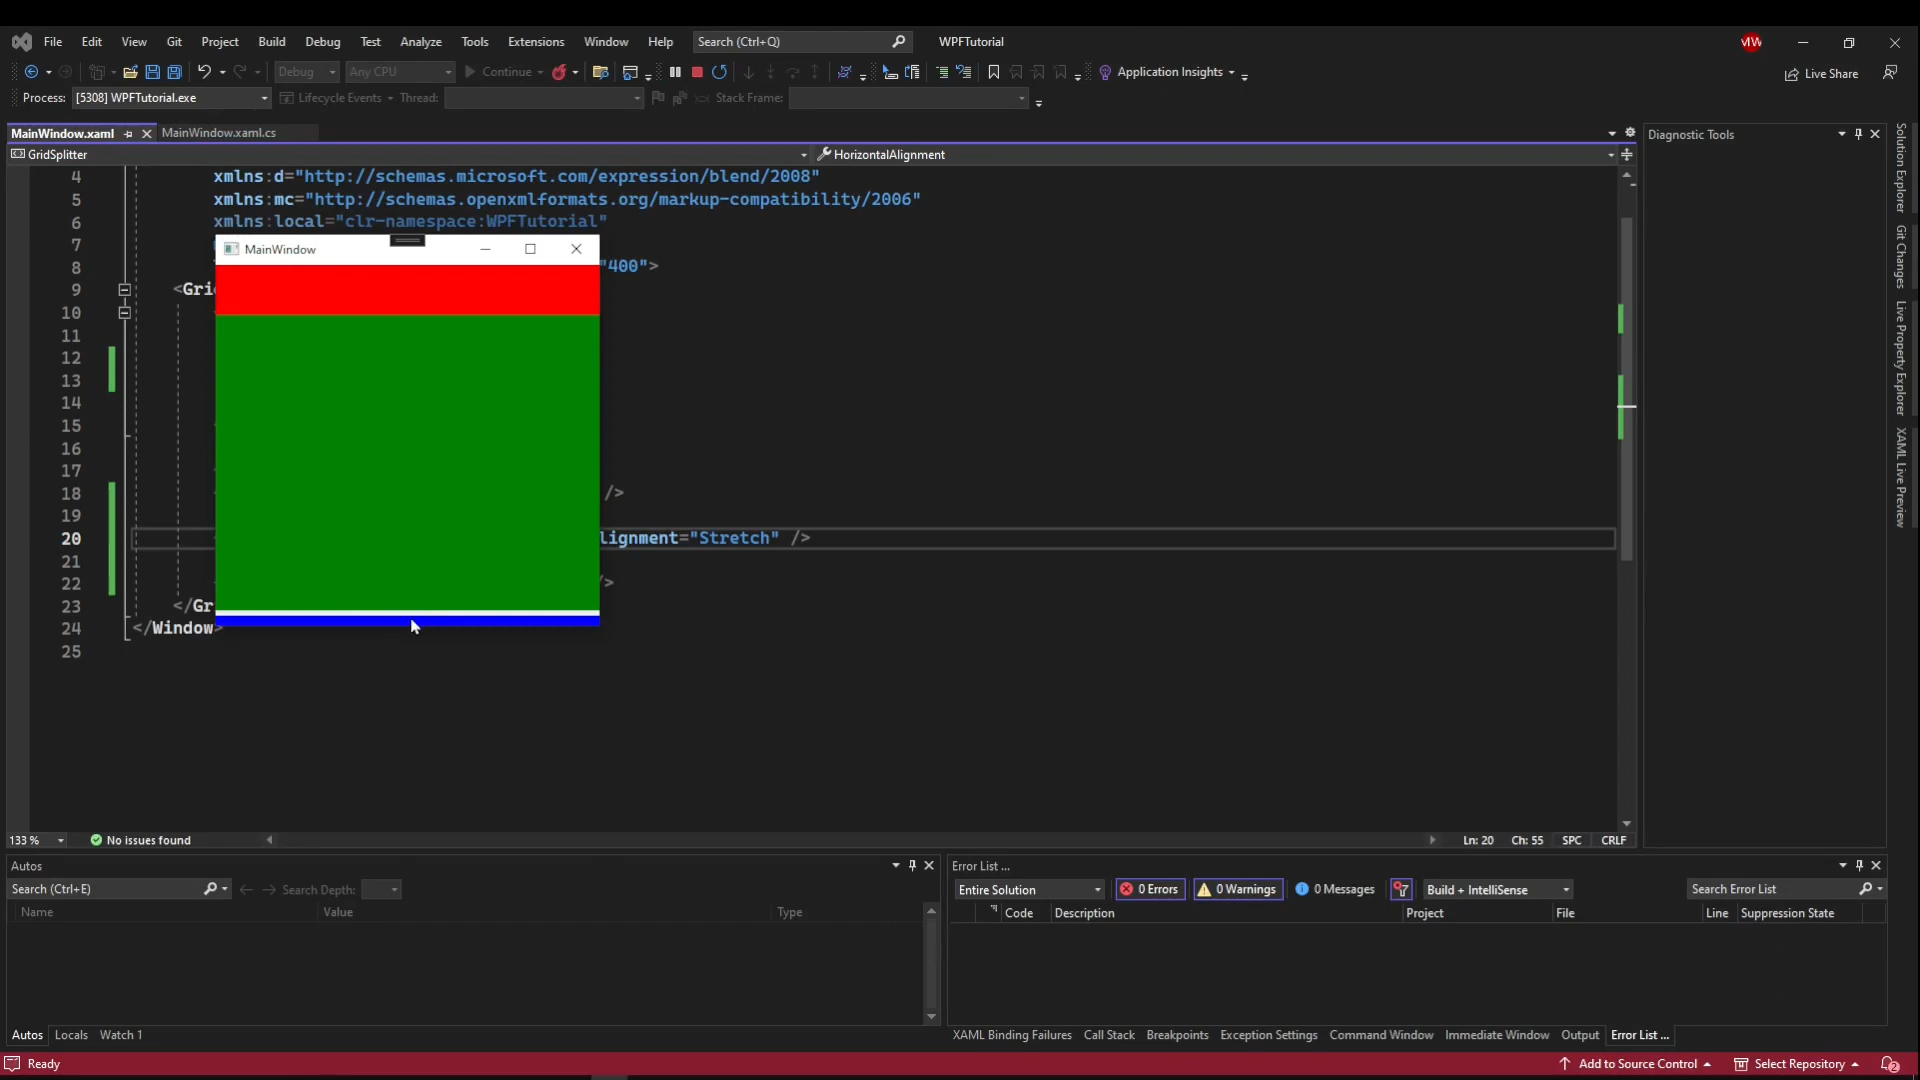 File Edit View Git Project Build Debug Test Analyze Tools Extensions Window Help Search (Ctrl+Q) WPFTutorial MW
Debug Any CPU Continue Application Insights Live Share
Process: [5308] WPFTutorial.exe Lifecycle Events Thread: Stack Frame:
MainWindow.xaml MainWindow.xaml.cs Diagnostic Tools
GridSplitter HorizontalAlignment
4 xmlns:d="http://schemas.microsoft.com/expression/blend/2008"
5 xmlns:mc="http://schemas.openxmlformats.org/markup-compatibility/2006"
6 xmlns:local="clr-namespace:WPFTutorial"
7
MainWindow
8 "400">
9 <Gri
10
11
12
13
14
15
16
17
18 />
19
20 lignment="Stretch" />
21
22 />
23 </Gr
24 </Window>
25
Solution Explorer
Git Changes
Live Property Explorer
XAML Live Preview
133 % No issues found Ln: 20 Ch: 55 SPC CRLF
Autos
Search (Ctrl+E) Search Depth:
Name Value Type
Autos Locals Watch 1
Error List ...
Entire Solution 0 Errors 0 Warnings 0 Messages Build + IntelliSense Search Error List
Code Description Project File Line Suppression State
XAML Binding Failures Call Stack Breakpoints Exception Settings Command Window Immediate Window Output Error List ...
Ready Add to Source Control Select Repository 2